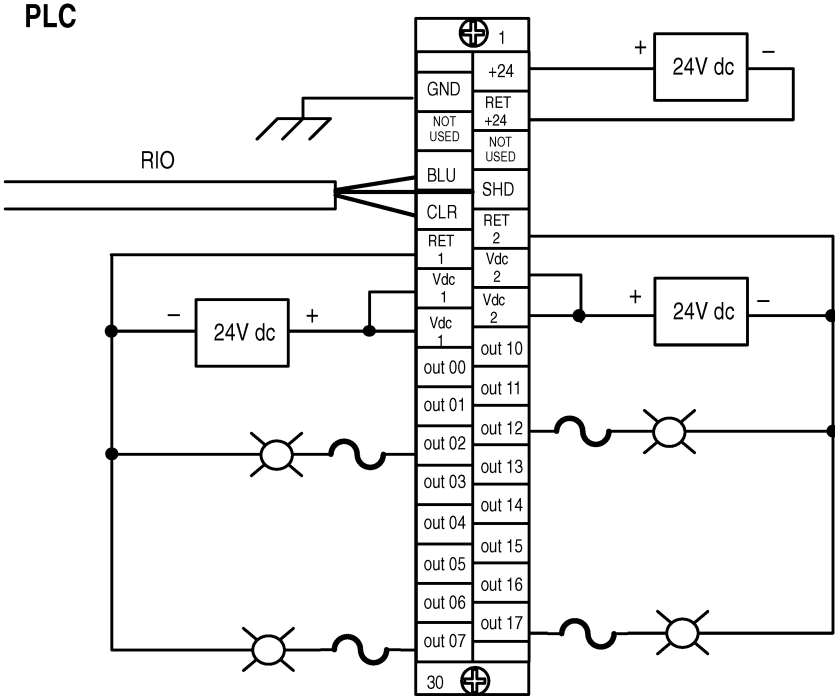 PLC
1
+24
+
24V dc
–
GND
RET
+24
NOT
USED
NOT
USED
RIO
BLU
SHD
CLR
RET
2
RET
1
Vdc
2
Vdc
1
Vdc
2
+
24V dc
–
–
24V dc
+
Vdc
1
out 10
out 00
out 11
out 01
out 12
out 02
out 13
out 03
out 14
out 04
out 15
out 05
out 16
out 06
out 17
out 07
30